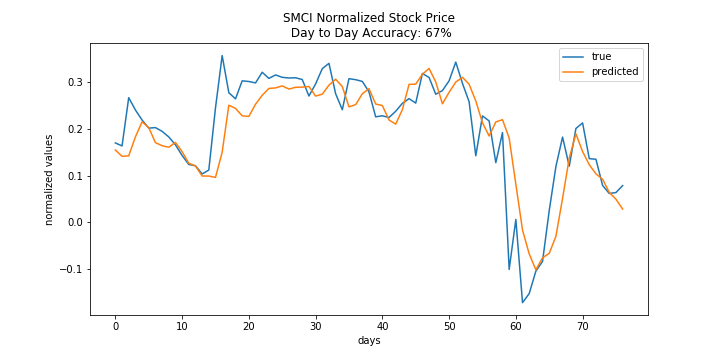 SMCI Normalized Stock Price
Day to Day Accuracy: 67%
true
predicted
0.3
0.2
0.1
0.0
−0.1
normalized values
0 10 20 30 40 50 60 70
days